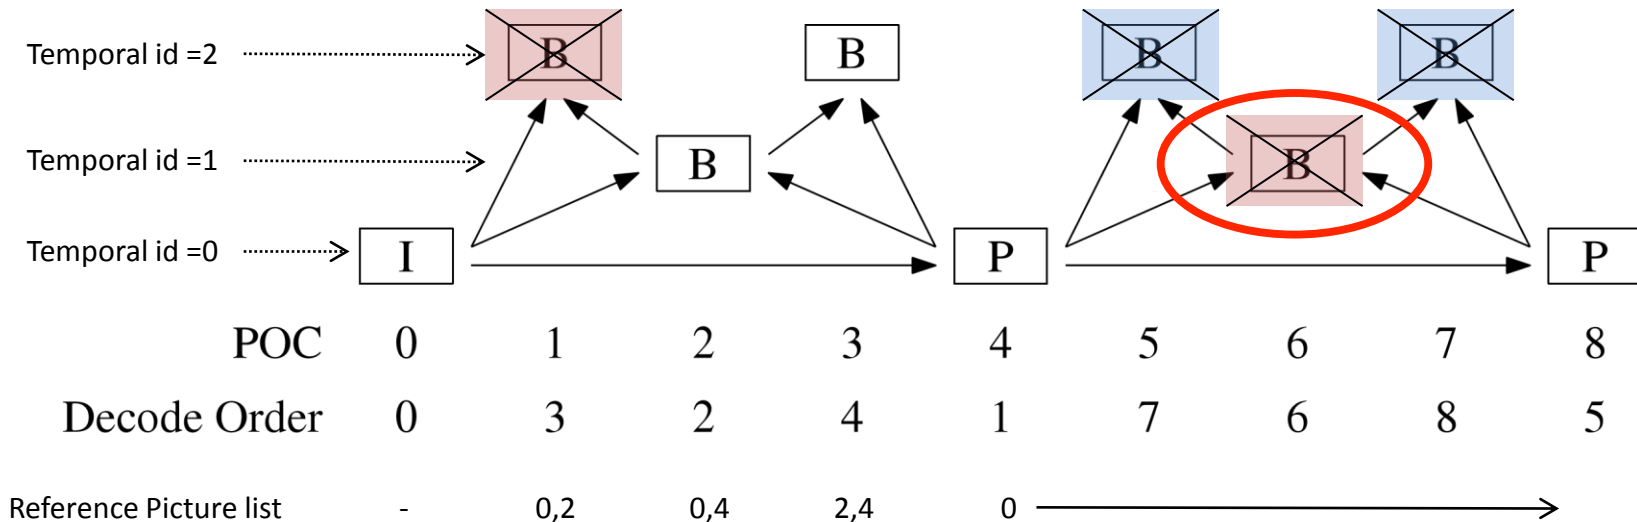 Temporal id =2 B B B B
Temporal id =1 B B
Temporal id =0 I P P
POC 0 1 2 3 4 5 6 7 8
Decode Order 0 3 2 4 1 7 6 8 5
Reference Picture list - 0,2 0,4 2,4 0